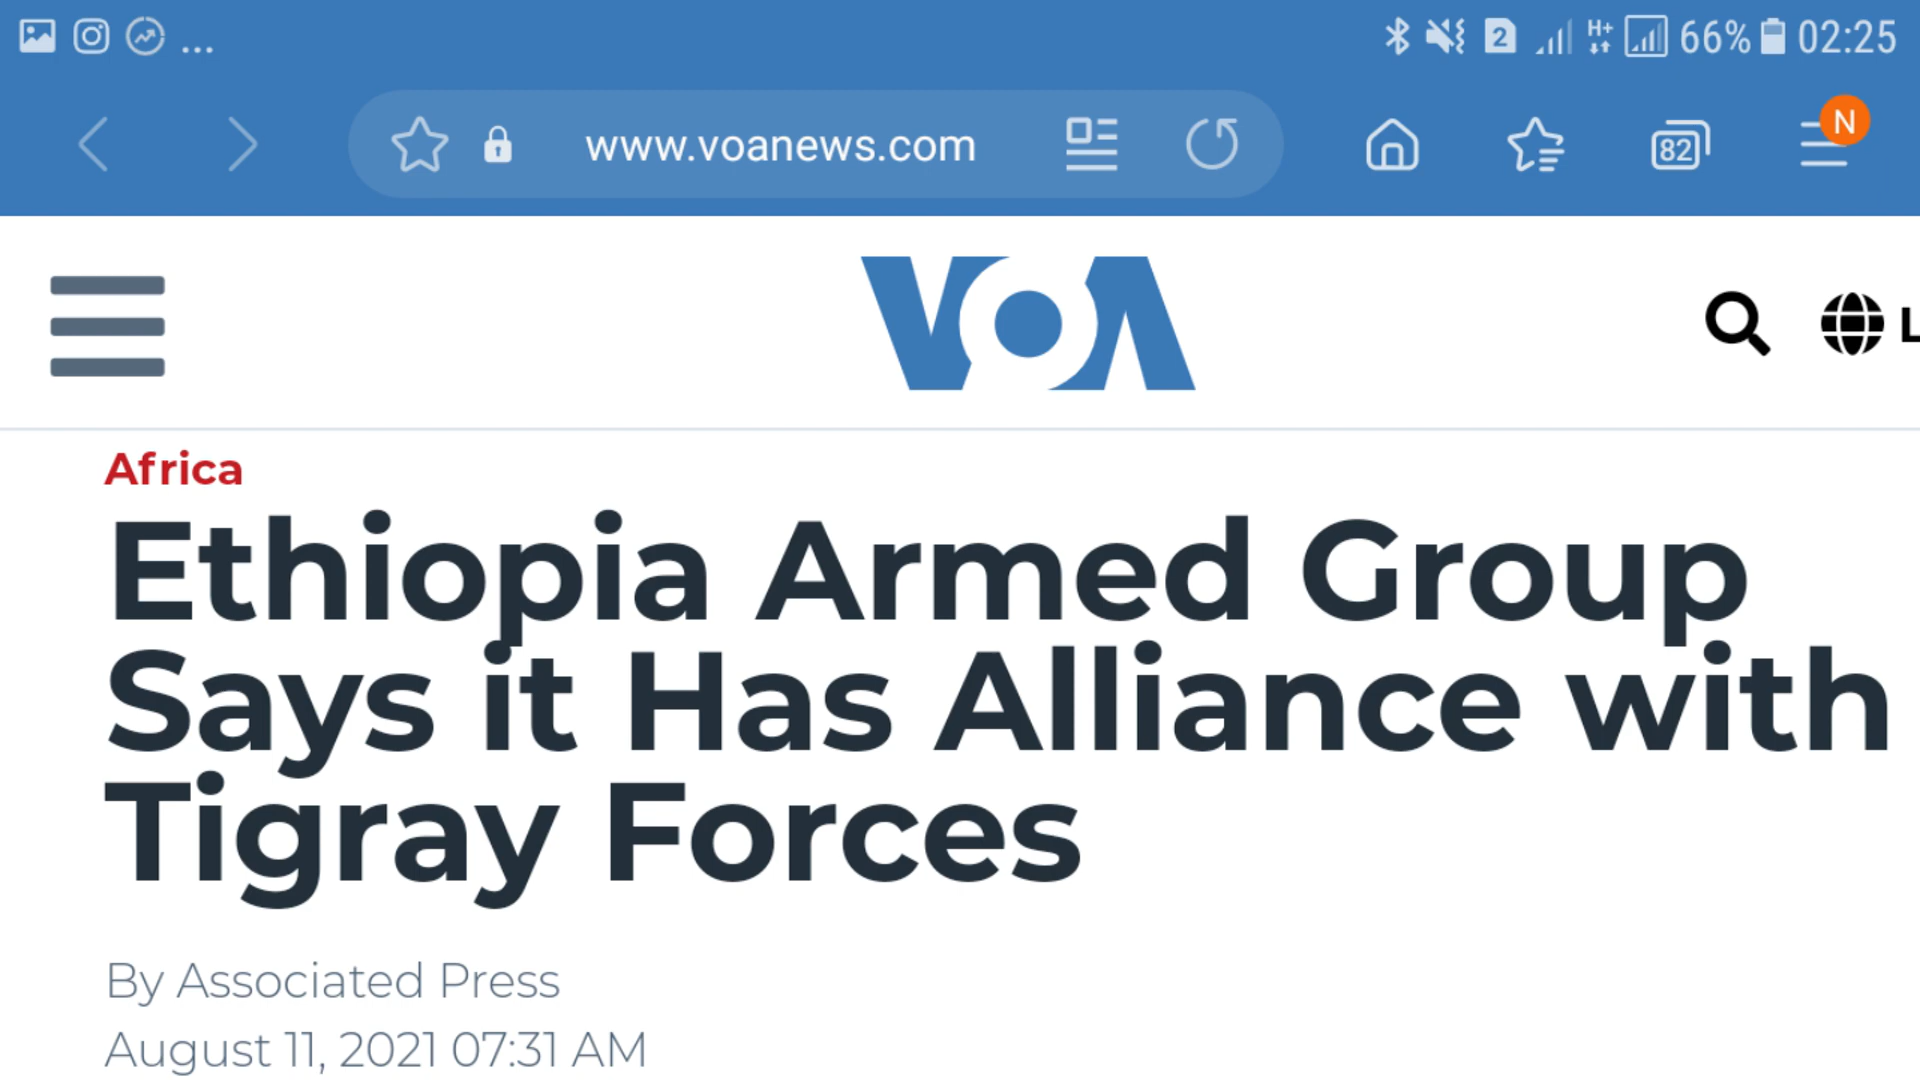 ... 2 H+ 66% 02:25
www.voanews.com 82 N
VOA L
Africa
Ethiopia Armed Group
Says it Has Alliance with
Tigray Forces
By Associated Press
August 11, 2021 07:31 AM